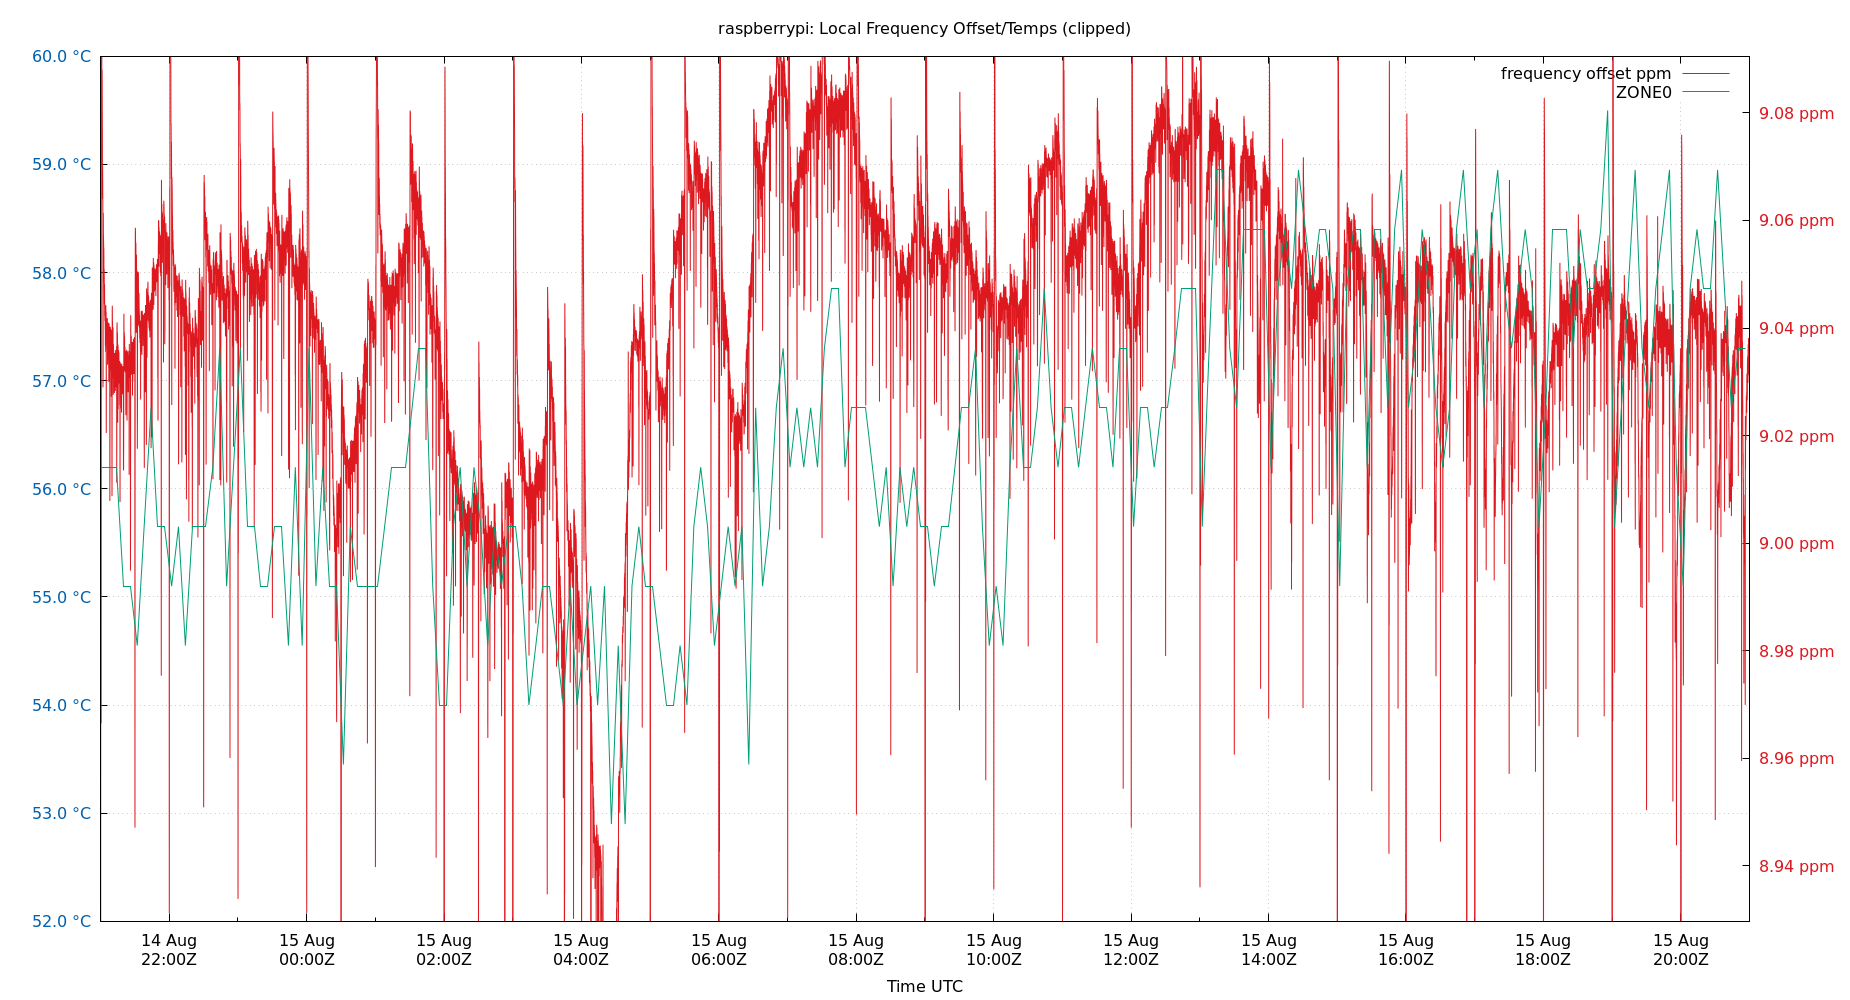 raspberrypi: Local Frequency Offset/Temps (clipped)
frequency offset ppm
ZONE0
60.0 °C
59.0 °C
58.0 °C
57.0 °C
56.0 °C
55.0 °C
54.0 °C
53.0 °C
52.0 °C
9.08 ppm
9.06 ppm
9.04 ppm
9.02 ppm
9.00 ppm
8.98 ppm
8.96 ppm
8.94 ppm
14 Aug 15 Aug 15 Aug 15 Aug 15 Aug 15 Aug 15 Aug 15 Aug 15 Aug 15 Aug 15 Aug 15 Aug
22:00Z 00:00Z 02:00Z 04:00Z 06:00Z 08:00Z 10:00Z 12:00Z 14:00Z 16:00Z 18:00Z 20:00Z
Time UTC